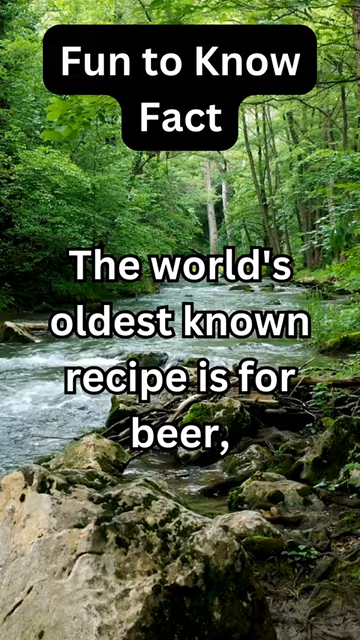 Fun to Know
Fact
The world's
oldest known
recipe is for
beer,